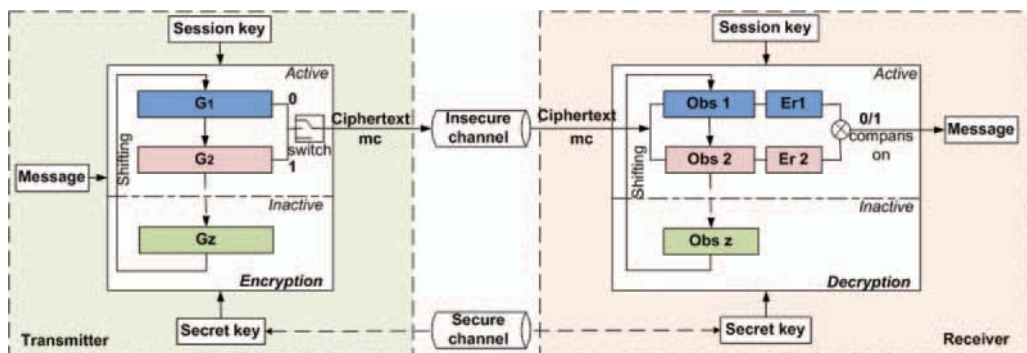 Session key
Active
G1
0
Shifting
G2
switch
1
Message
Inactive
Gz
Encryption
Secret key
Transmitter
Ciphertext
mc
Insecure
channel
Ciphertext
mc
Secure
channel
Session key
Active
Obs 1
Er1
0/1
comparis
on
Message
Shifting
Obs 2
Er 2
Inactive
Obs z
Decryption
Secret key
Receiver